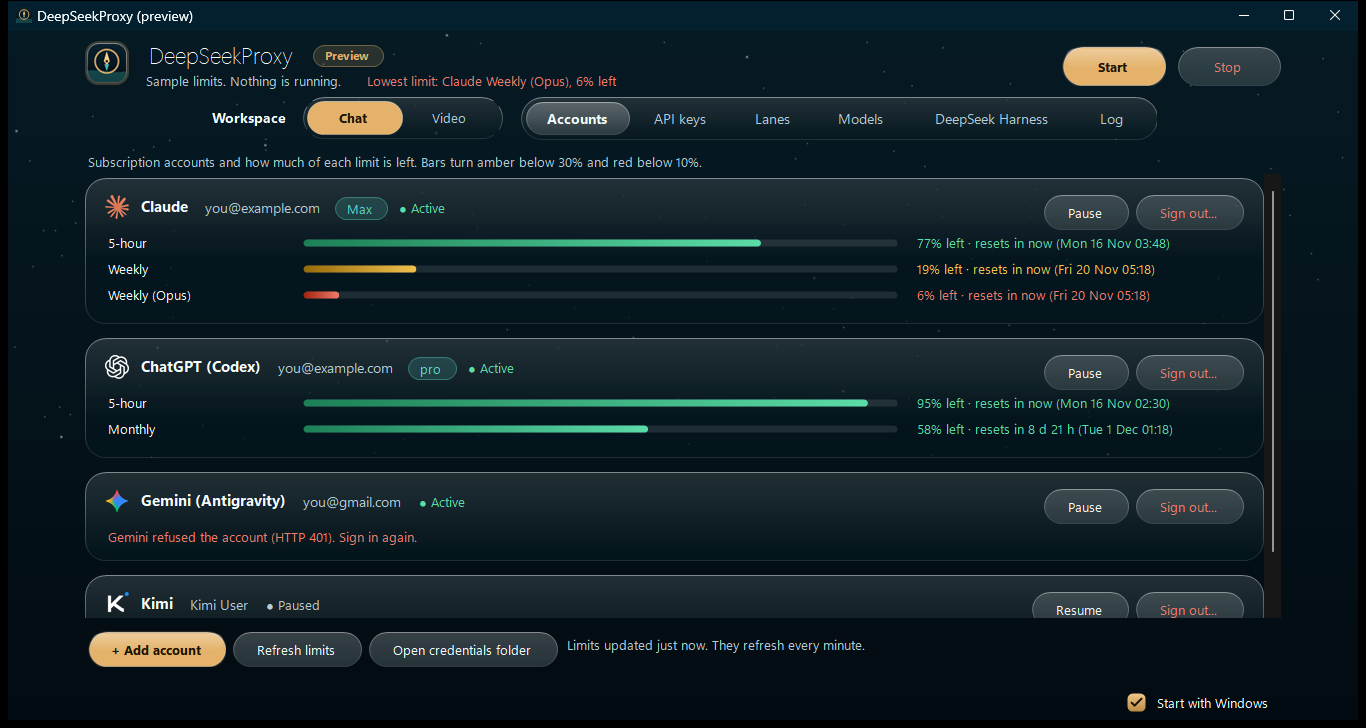 DeepSeekProxy (preview)
DeepSeekProxy Preview
Sample limits. Nothing is running. Lowest limit: Claude Weekly (Opus), 6% left
Start Stop
Workspace Chat Video Accounts API keys Lanes Models DeepSeek Harness Log
Subscription accounts and how much of each limit is left. Bars turn amber below 30% and red below 10%.
Claude you@example.com Max • Active Pause Sign out...
5-hour 77% left · resets in now (Mon 16 Nov 03:48)
Weekly 19% left · resets in now (Fri 20 Nov 05:18)
Weekly (Opus) 6% left · resets in now (Fri 20 Nov 05:18)
ChatGPT (Codex) you@example.com pro • Active Pause Sign out...
5-hour 95% left · resets in now (Mon 16 Nov 02:30)
Monthly 58% left · resets in 8 d 21 h (Tue 1 Dec 01:18)
Gemini (Antigravity) you@gmail.com • Active Pause Sign out...
Gemini refused the account (HTTP 401). Sign in again.
Kimi Kimi User • Paused Resume Sign out...
+ Add account Refresh limits Open credentials folder Limits updated just now. They refresh every minute.
Start with Windows